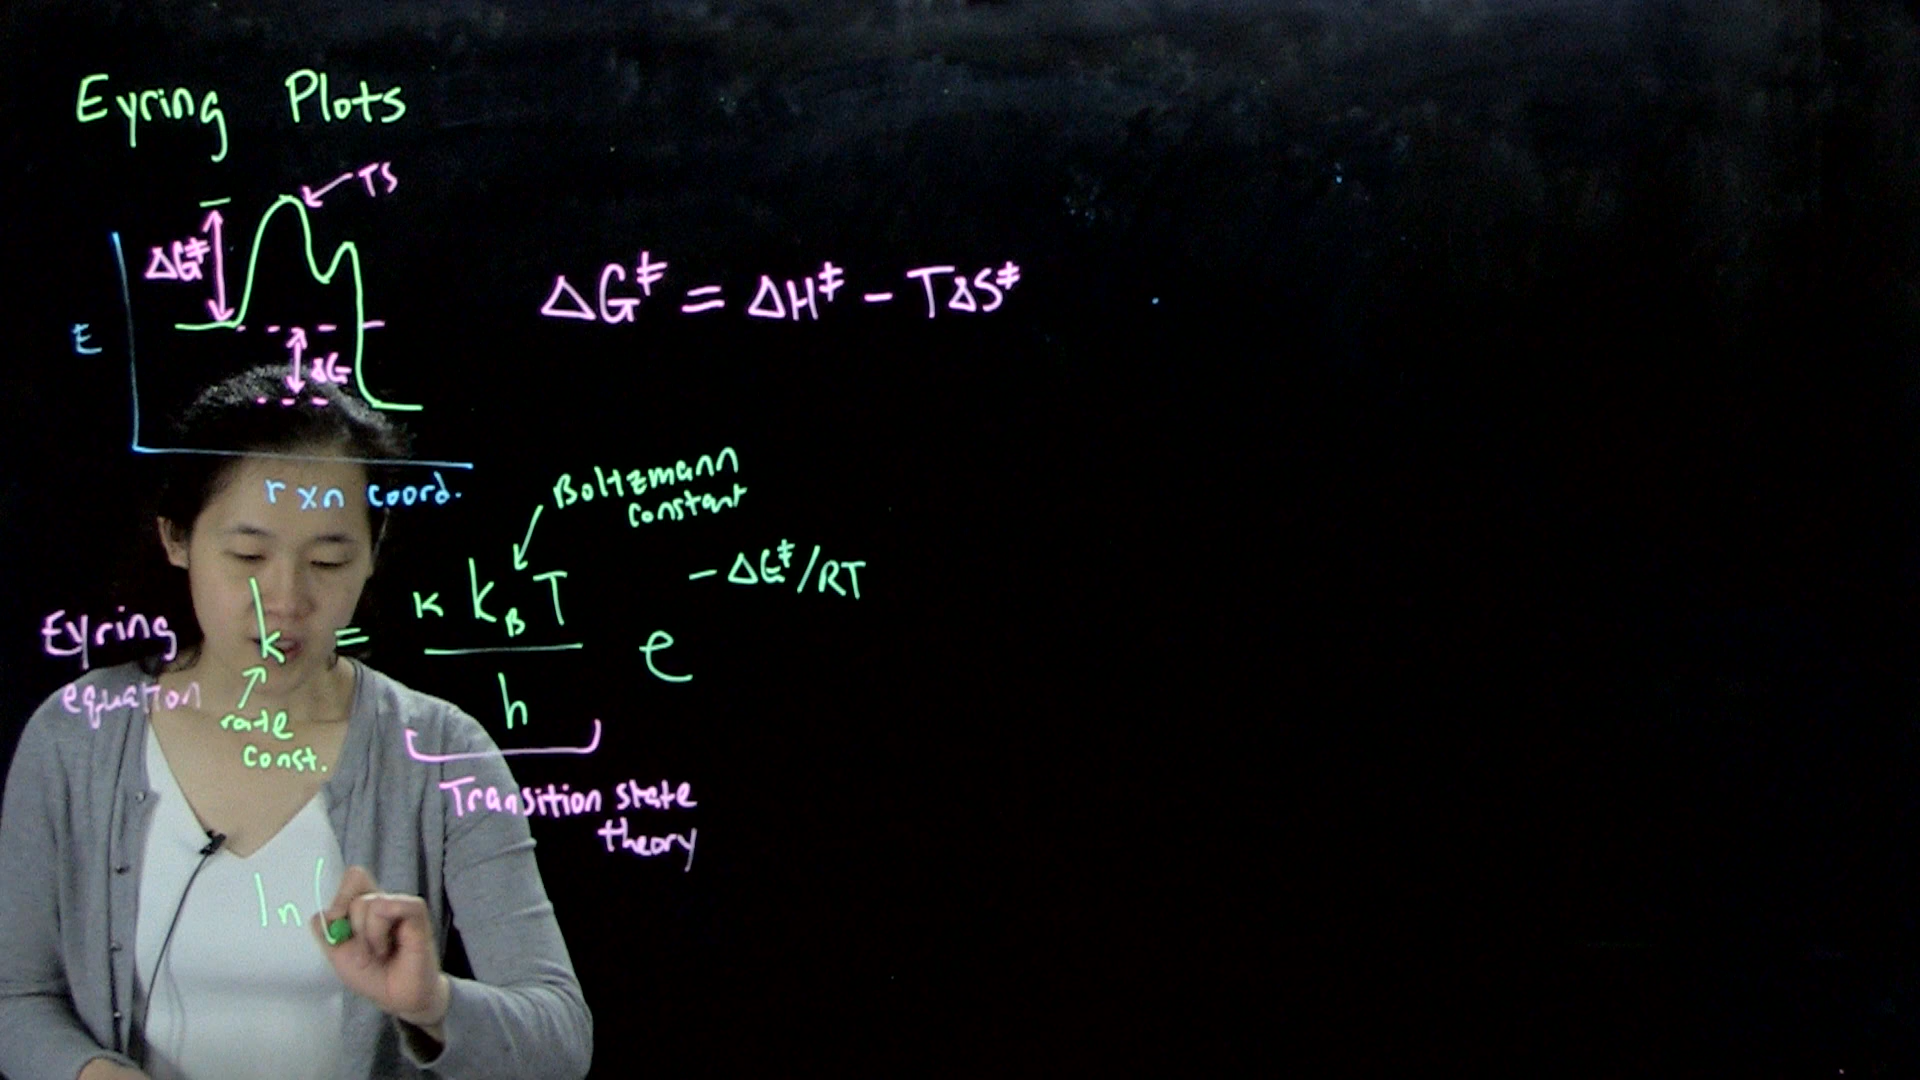 Eyring Plots
TS
ΔG‡
E
ΔG
rxn coord.
ΔG‡ = ΔH‡ − TΔS‡
Boltzmann
constant
Eyring
equation
k = κ k_B T / h e^(−ΔG‡/RT)
rate
const.
Transition state
theory
ln(